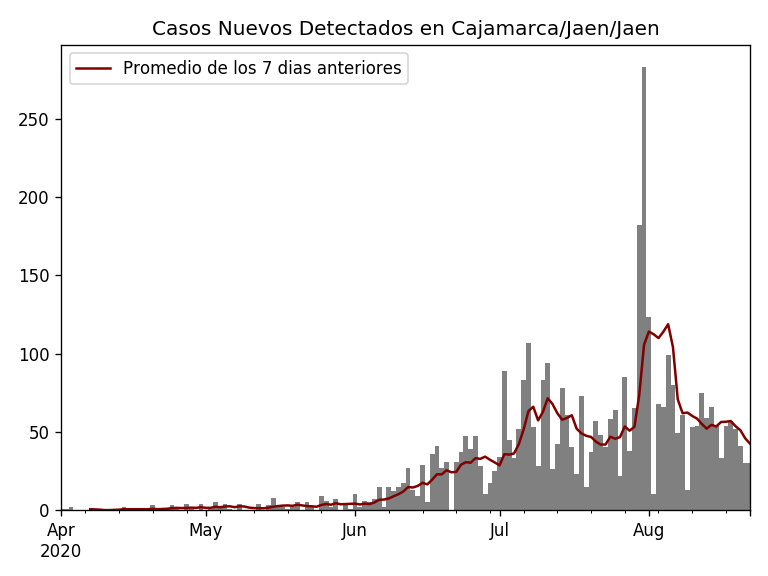 Casos Nuevos Detectados en Cajamarca/Jaen/Jaen
Promedio de los 7 dias anteriores
250
200
150
100
50
0
Apr May Jun Jul Aug
2020